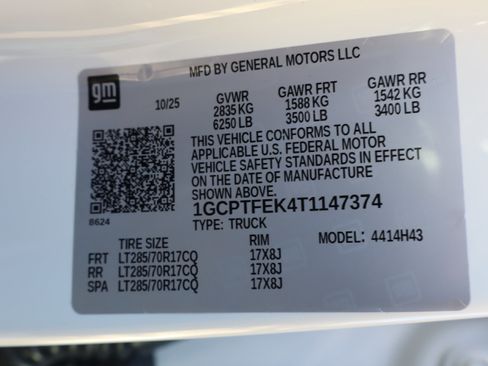 MFD BY GENERAL MOTORS LLC
gm
10/25
GVWR GAWR FRT GAWR RR
2835 KG 1588 KG 1542 KG
6250 LB 3500 LB 3400 LB
THIS VEHICLE CONFORMS TO ALL
APPLICABLE U.S. FEDERAL MOTOR
VEHICLE SAFETY STANDARDS IN EFFECT
ON THE DATE OF MANUFACTURE
SHOWN ABOVE.
1GCPTFEK4T1147374
8624
TYPE: TRUCK MODEL: 4414H43
TIRE SIZE RIM
FRT LT285/70R17CQ 17X8J
RR LT285/70R17CQ 17X8J
SPA LT285/70R17CQ 17X8J